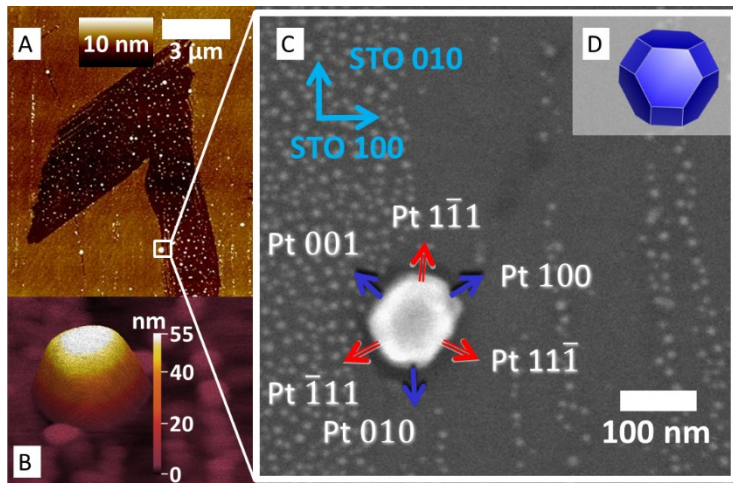 A
10 nm
3 µm
C
STO 010
STO 100
D
Pt 11̅1
Pt 001
Pt 100
Pt 1̅11
Pt 111̅
Pt 010
100 nm
nm
55
40
20
0
B